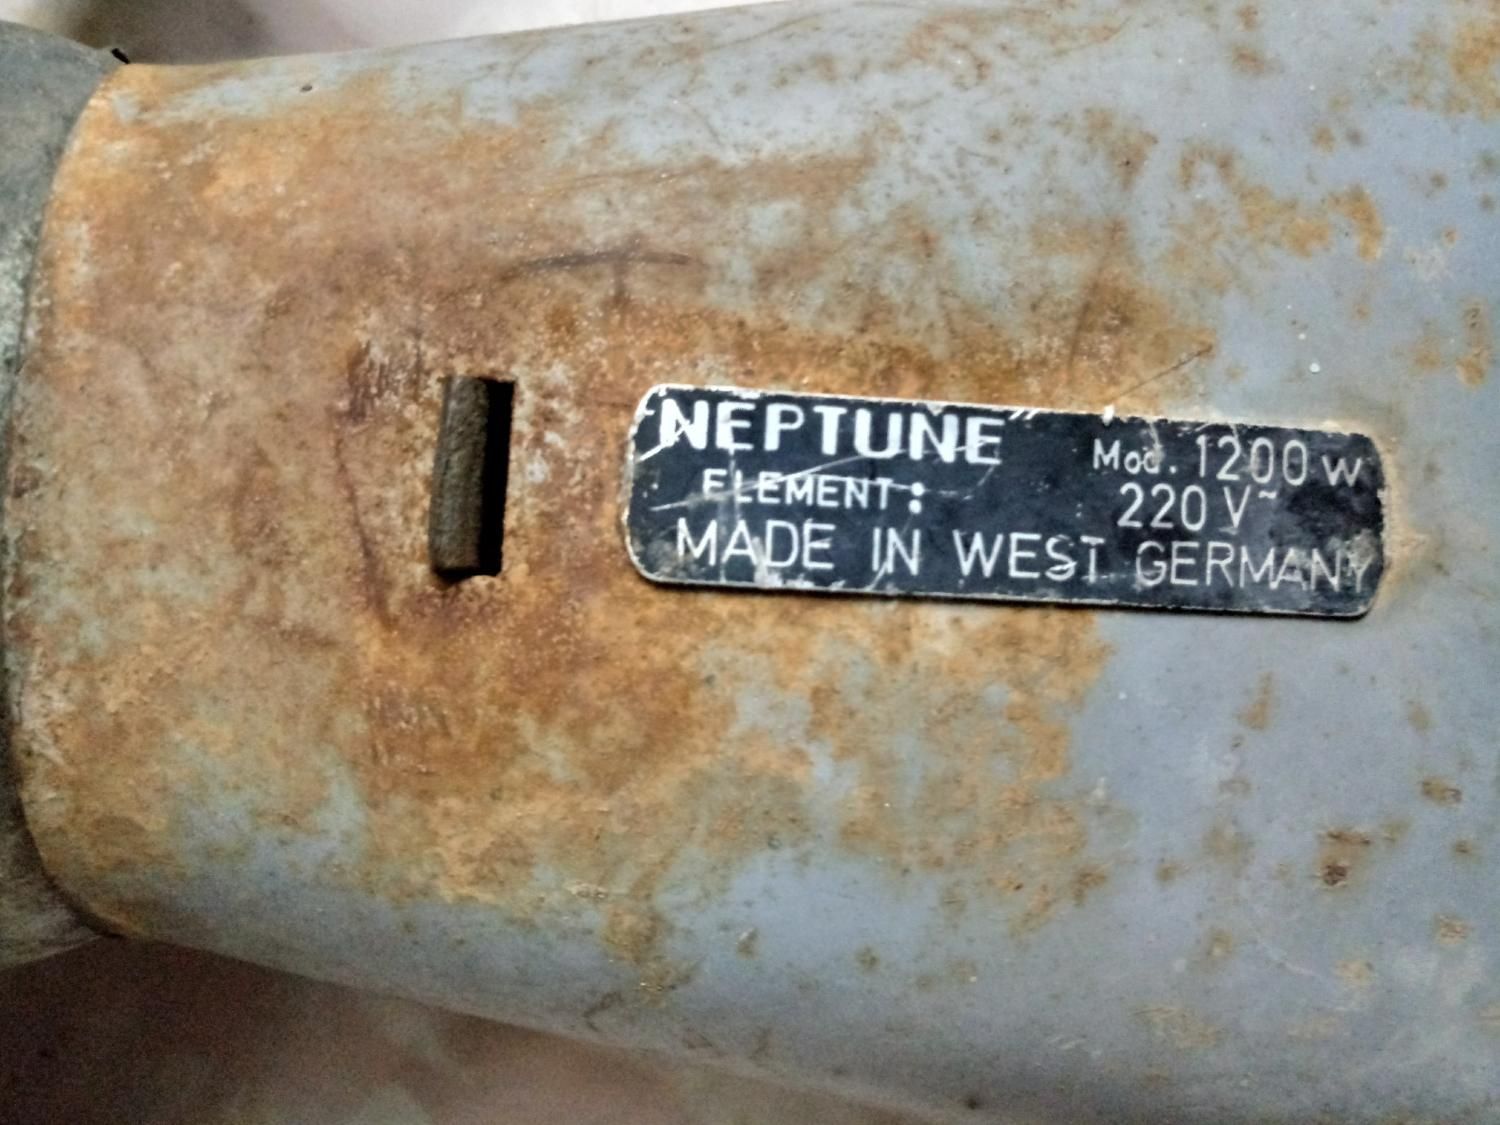 NEPTUNE Mod. 1200 W
ELEMENT: 220 V~
MADE IN WEST GERMANY